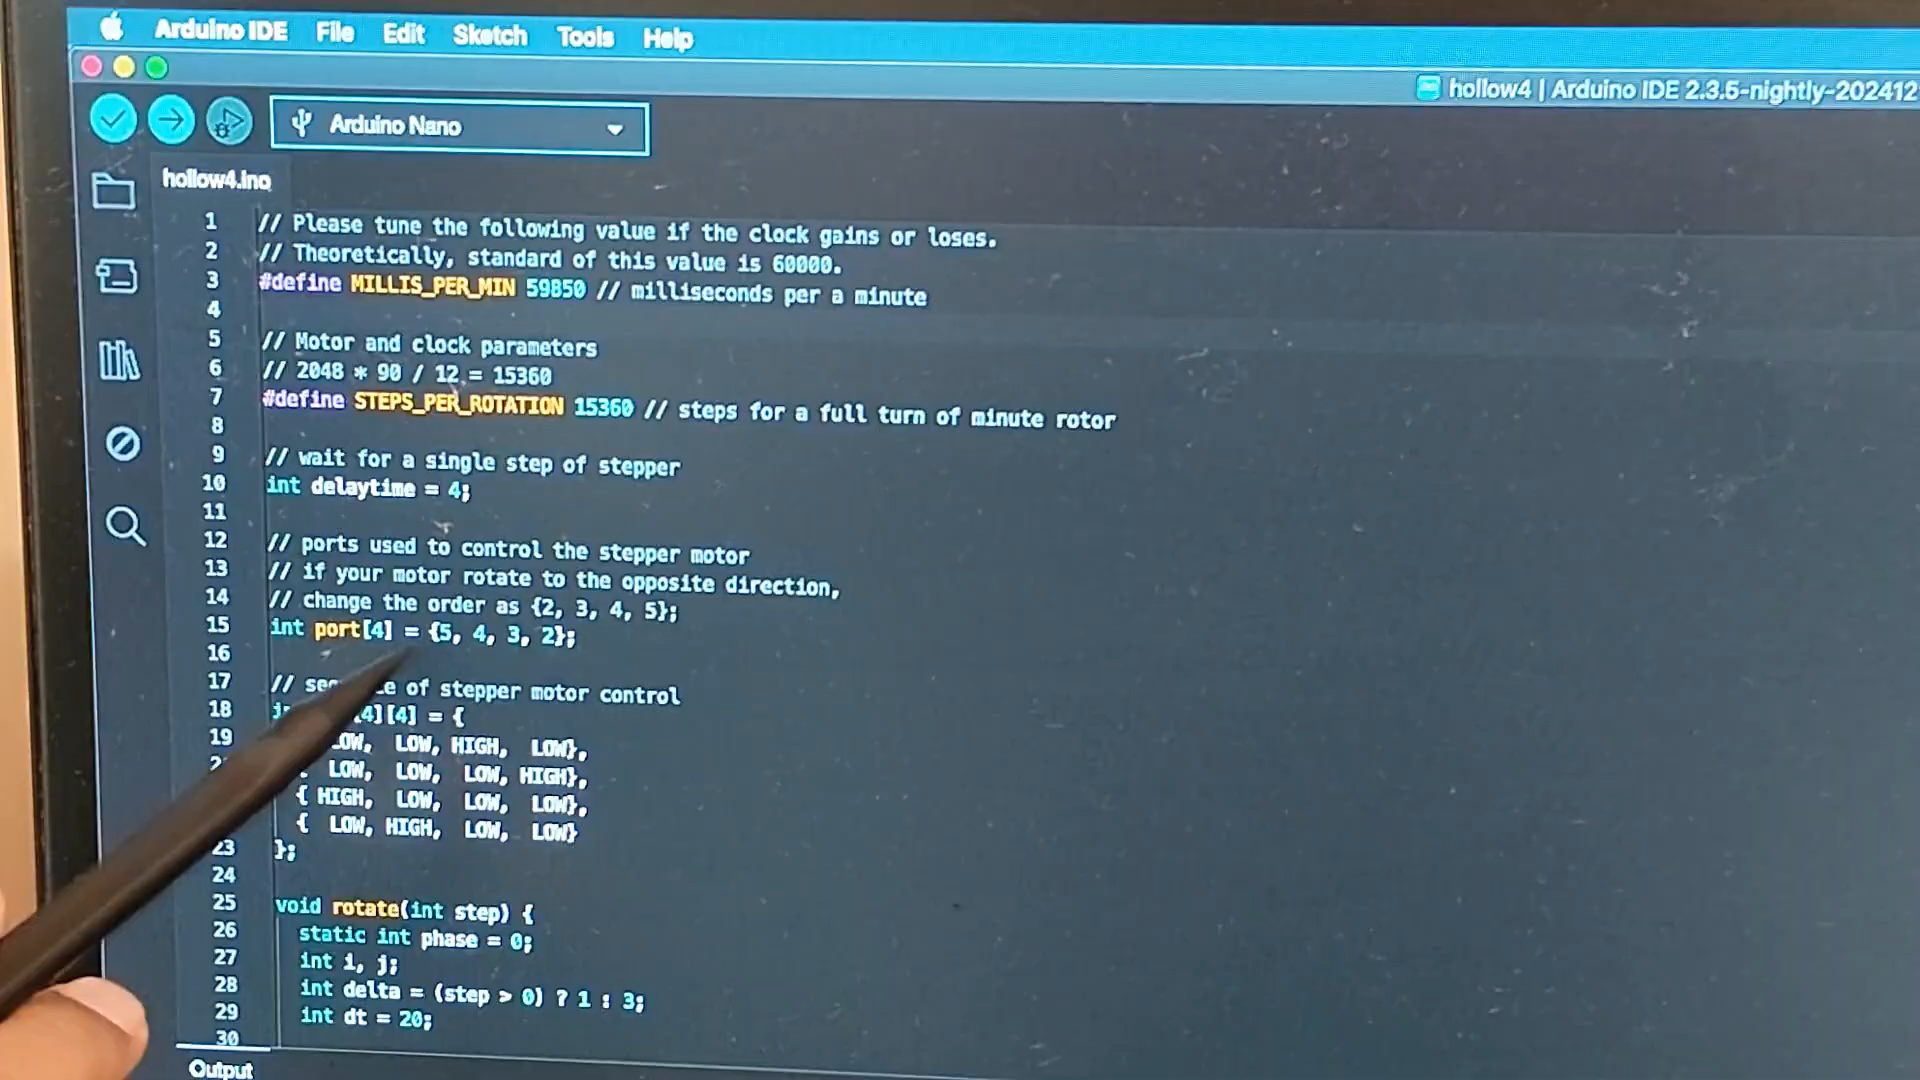 Arduino IDE File Edit Sketch Tools Help
hollow4 | Arduino IDE 2.3.5-nightly-202412
Arduino Nano
hollow4.ino
1 // Please tune the following value if the clock gains or loses.
2 // Theoretically, standard of this value is 60000.
3 #define MILLIS_PER_MIN 59850 // milliseconds per a minute
4
5 // Motor and clock parameters
6 // 2048 * 90 / 12 = 15360
7 #define STEPS_PER_ROTATION 15360 // steps for a full turn of minute rotor
8
9 // wait for a single step of stepper
10 int delaytime = 4;
11
12 // ports used to control the stepper motor
13 // if your motor rotate to the opposite direction,
14 // change the order as {2, 3, 4, 5};
15 int port[4] = {5, 4, 3, 2};
16
17 // of stepper motor control
18 [4][4] = {
19 LOW, LOW, HIGH, LOW},
{ LOW, LOW, LOW, HIGH},
{ HIGH, LOW, LOW, LOW},
{ LOW, HIGH, LOW, LOW}
23 };
24
25 void rotate(int step) {
26 static int phase = 0;
27 int i, j;
28 int delta = (step > 0) ? 1 : 3;
29 int dt = 20;
30
Output